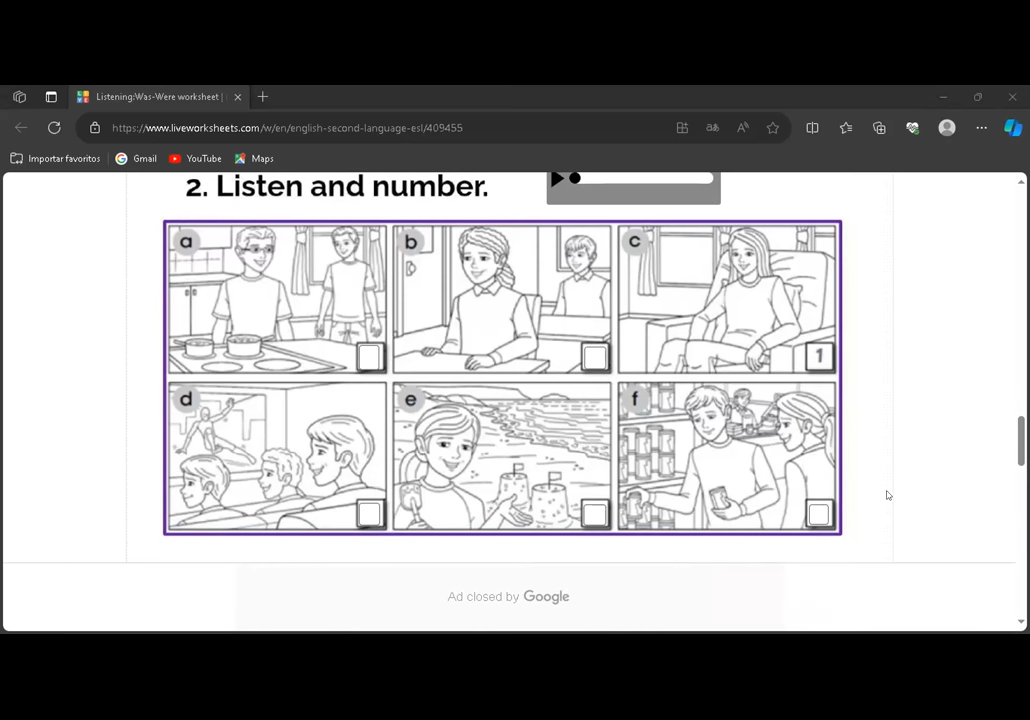 Listening:Was-Were worksheet |
https://www.liveworksheets.com/w/en/english-second-language-esl/409455
Importar favoritos Gmail YouTube Maps
2. Listen and number.
a b c
1
d e f
Ad closed by Google